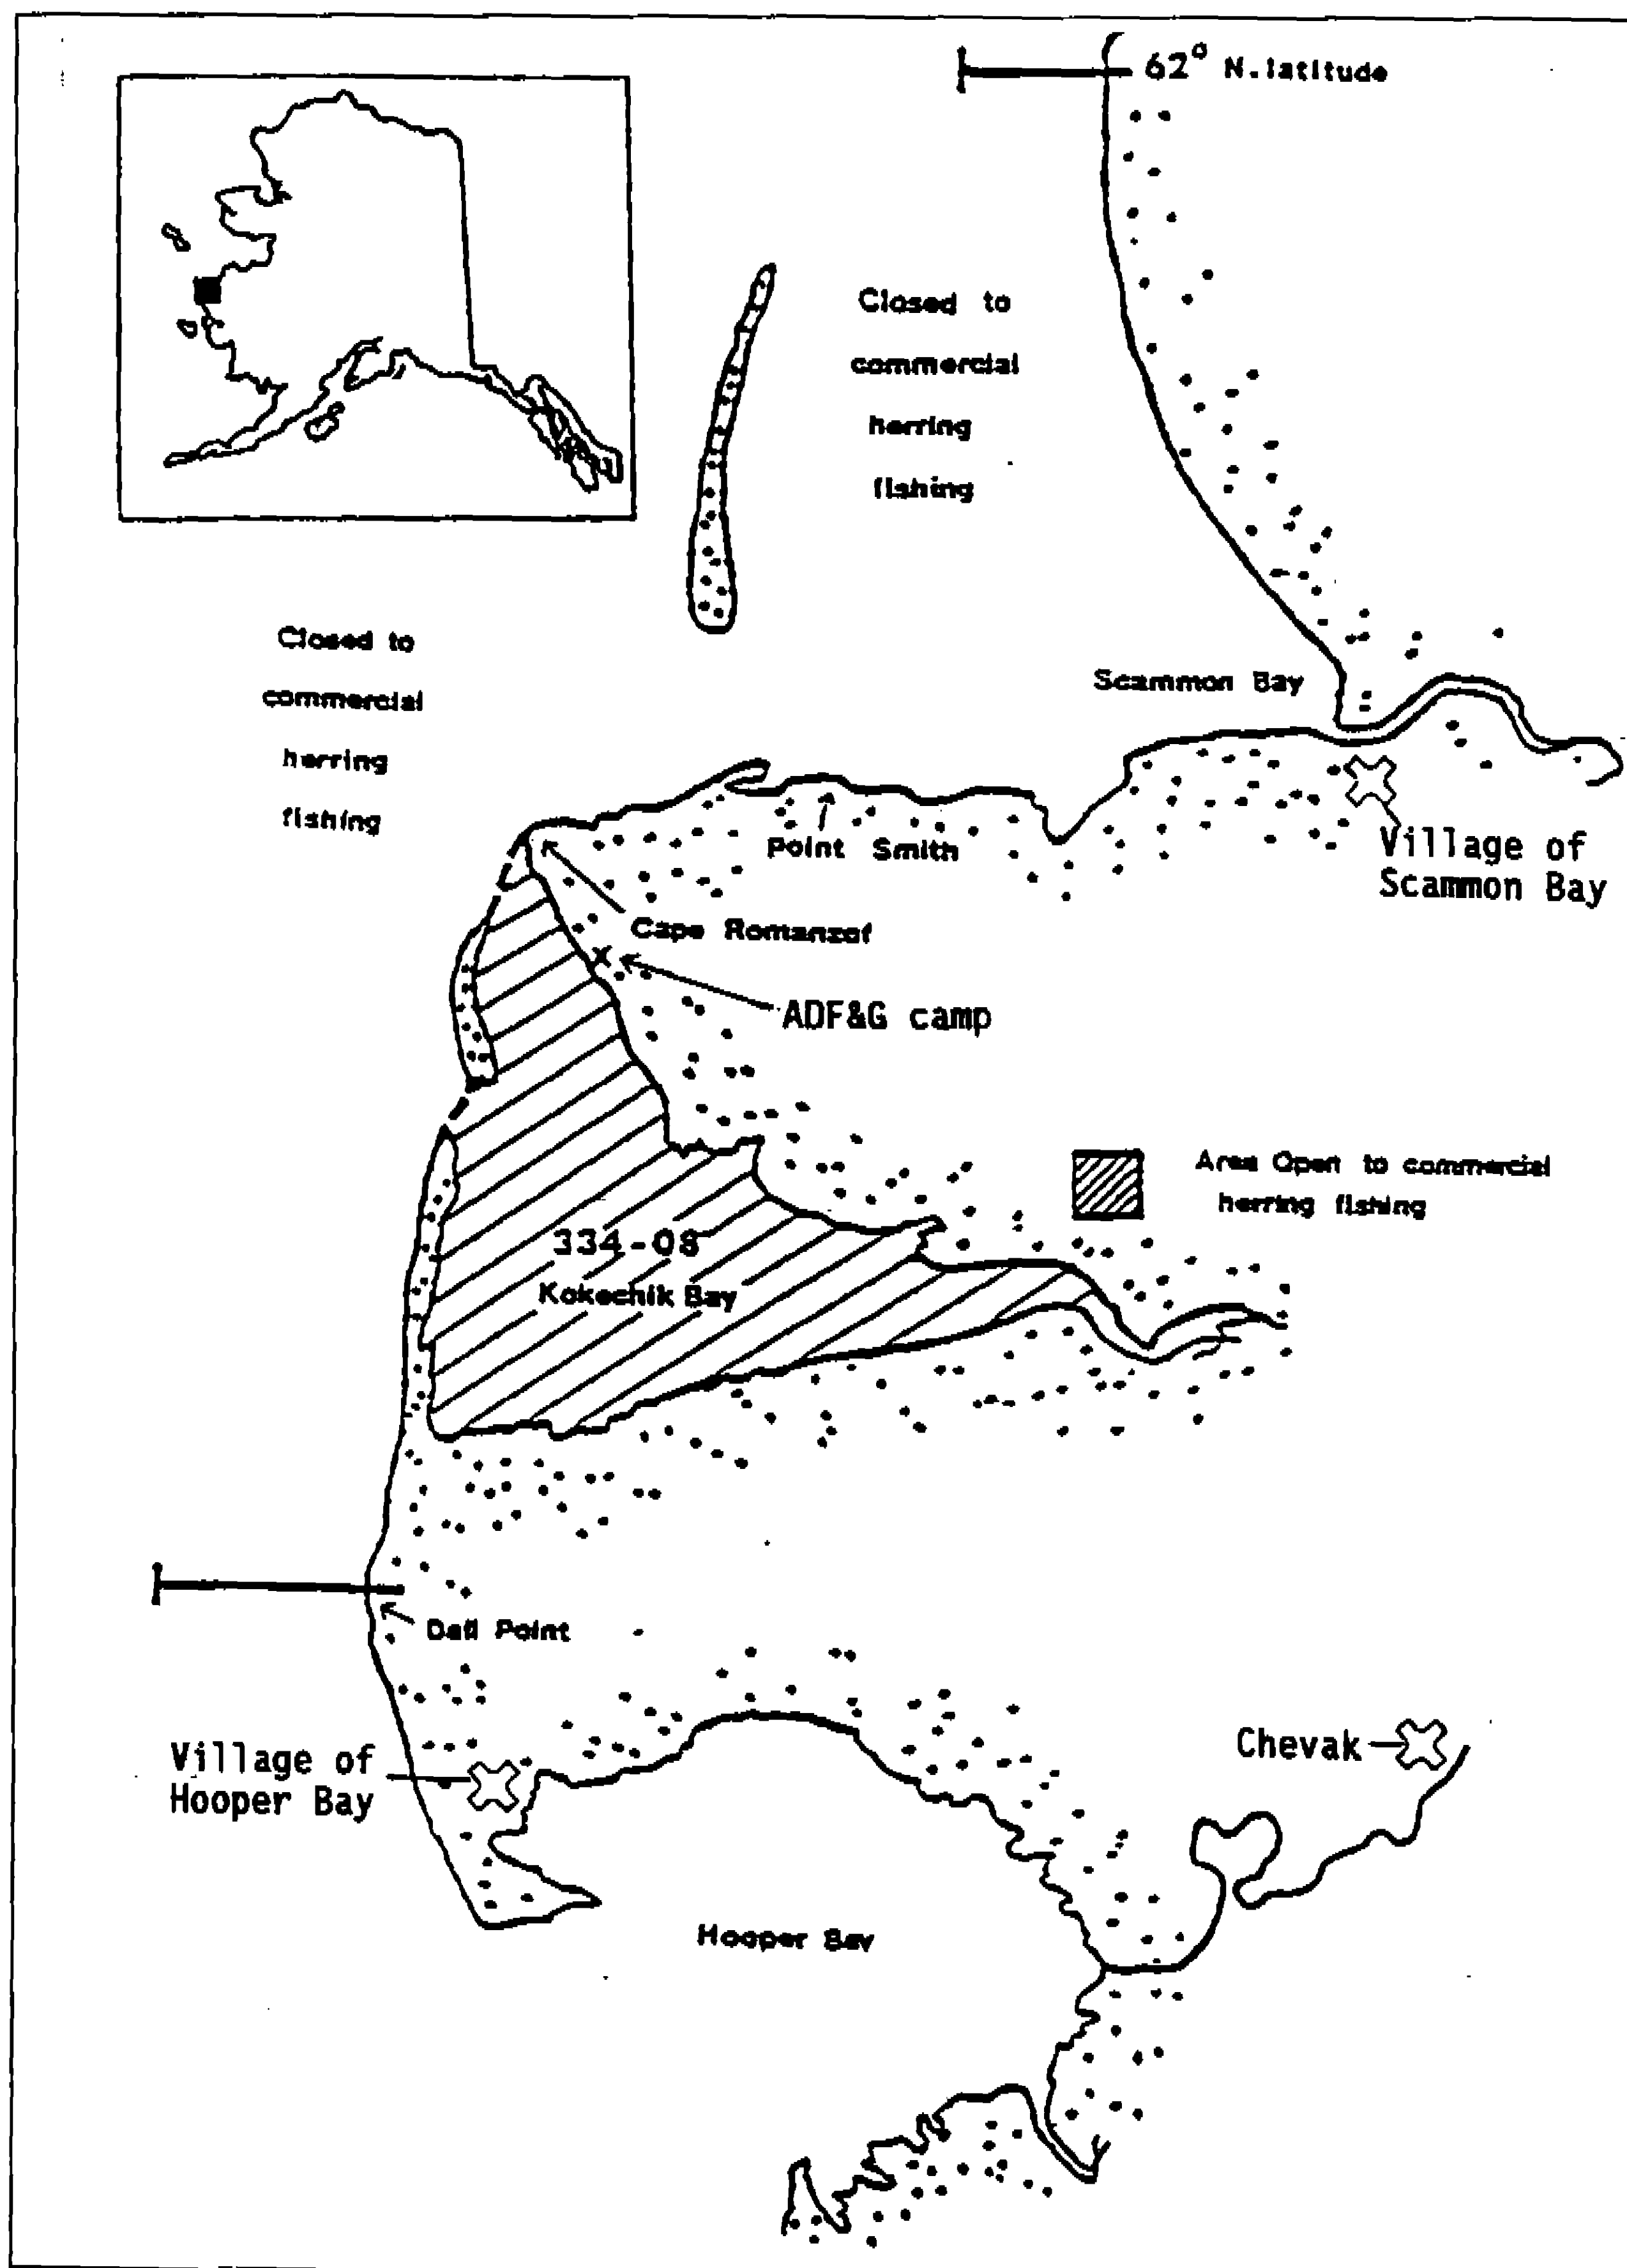 62° N. latitude
Closed to
commercial
herring
fishing
Closed to
commercial
herring
fishing
Scammon Bay
Point Smith
Village of
Scammon Bay
Cape Romanzof
ADF&G camp
Area Open to commercial
herring fishing
334-08
Kokechik Bay
Dall Point
Village of
Hooper Bay
Chevak
Hooper Bay